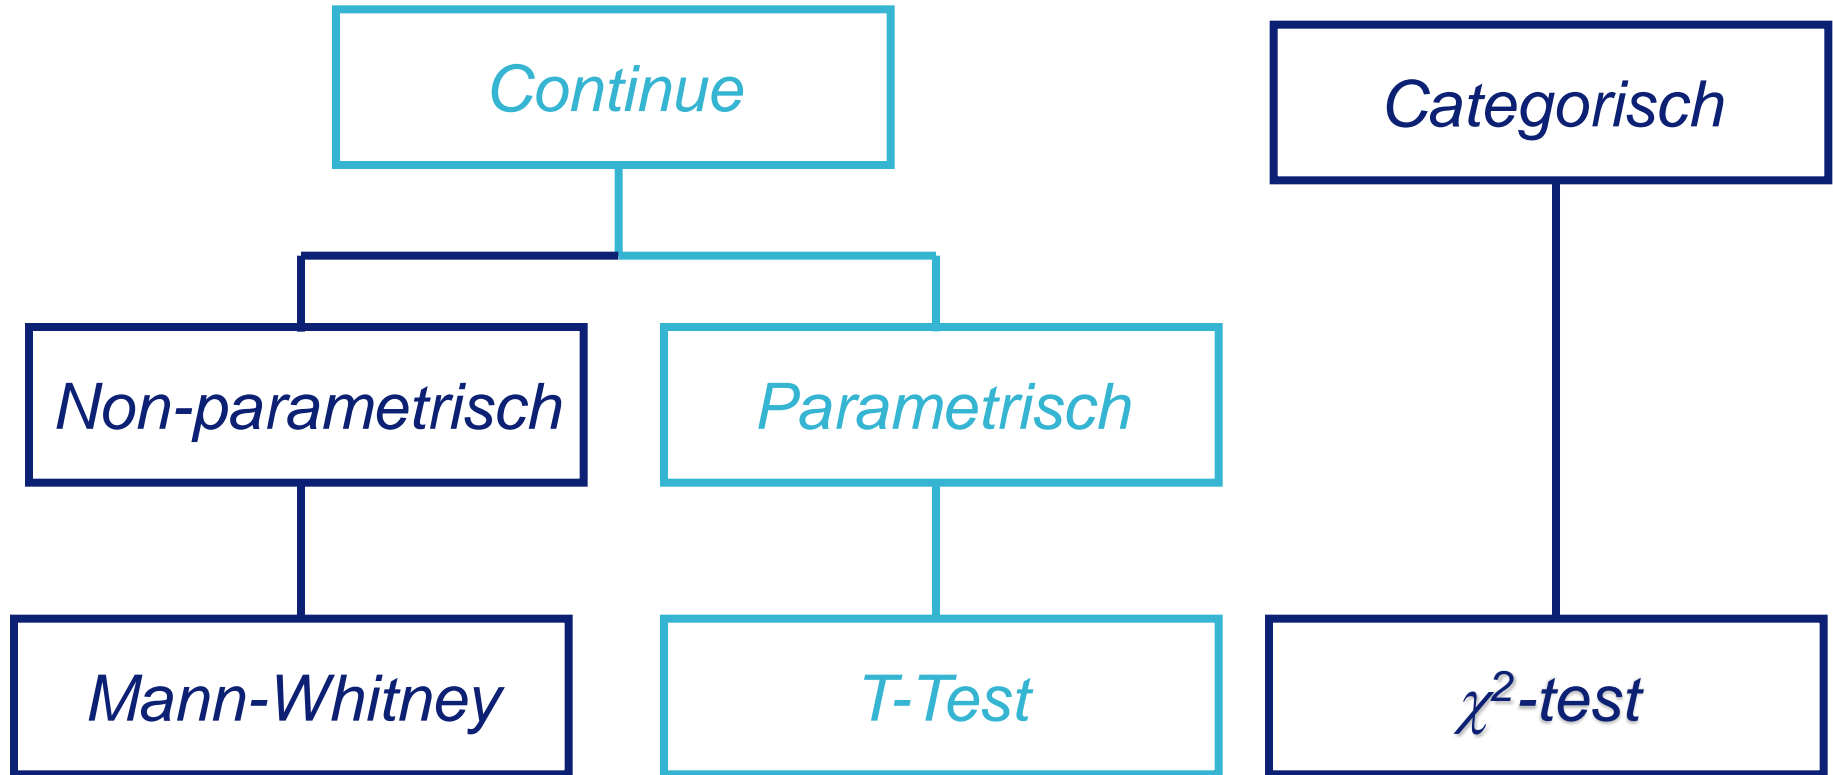 Continue
Categorisch
Non-parametrisch
Parametrisch
Mann-Whitney
T-Test
χ²-test